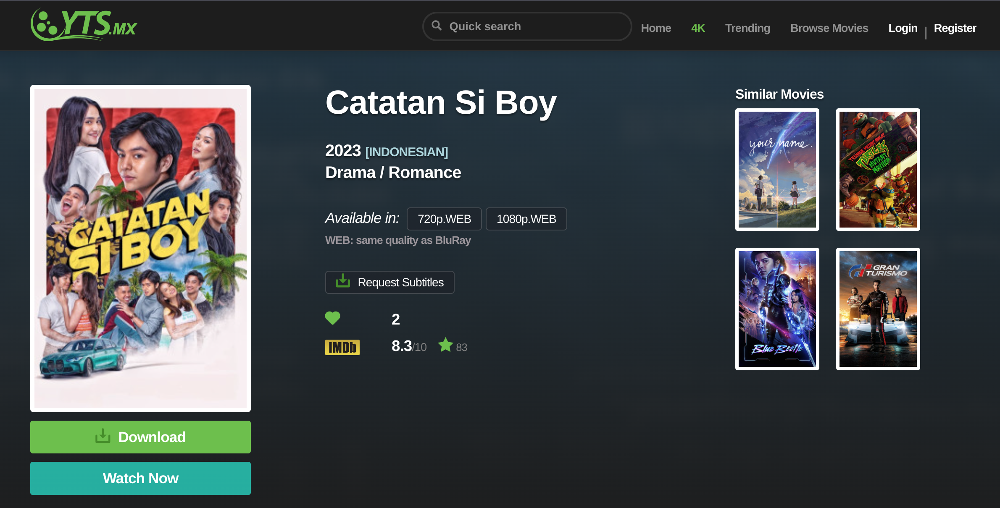 YTS.MX
Quick search
Home
4K
Trending
Browse Movies
Login | Register
CATATAN
SI BOY
Download
Watch Now
Catatan Si Boy
2023 [INDONESIAN]
Drama / Romance
Available in: 720p.WEB 1080p.WEB
WEB: same quality as BluRay
Request Subtitles
2
IMDb 8.3/10 83
Similar Movies
your name.
君の名は。
TEENAGE MUTANT NINJA
TURTLES
MUTANT
MAYHEM
Blue Beetle
GRAN
TURISMO